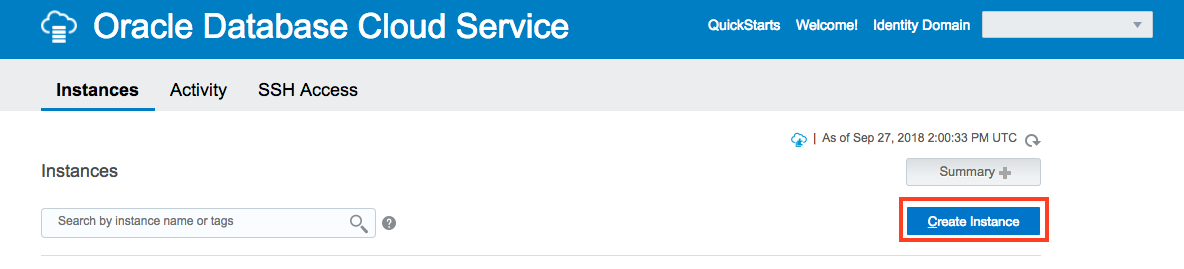 Oracle Database Cloud Service
QuickStarts Welcome! Identity Domain
Instances Activity SSH Access
| As of Sep 27, 2018 2:00:33 PM UTC
Instances
Summary
Search by instance name or tags ?
Create Instance